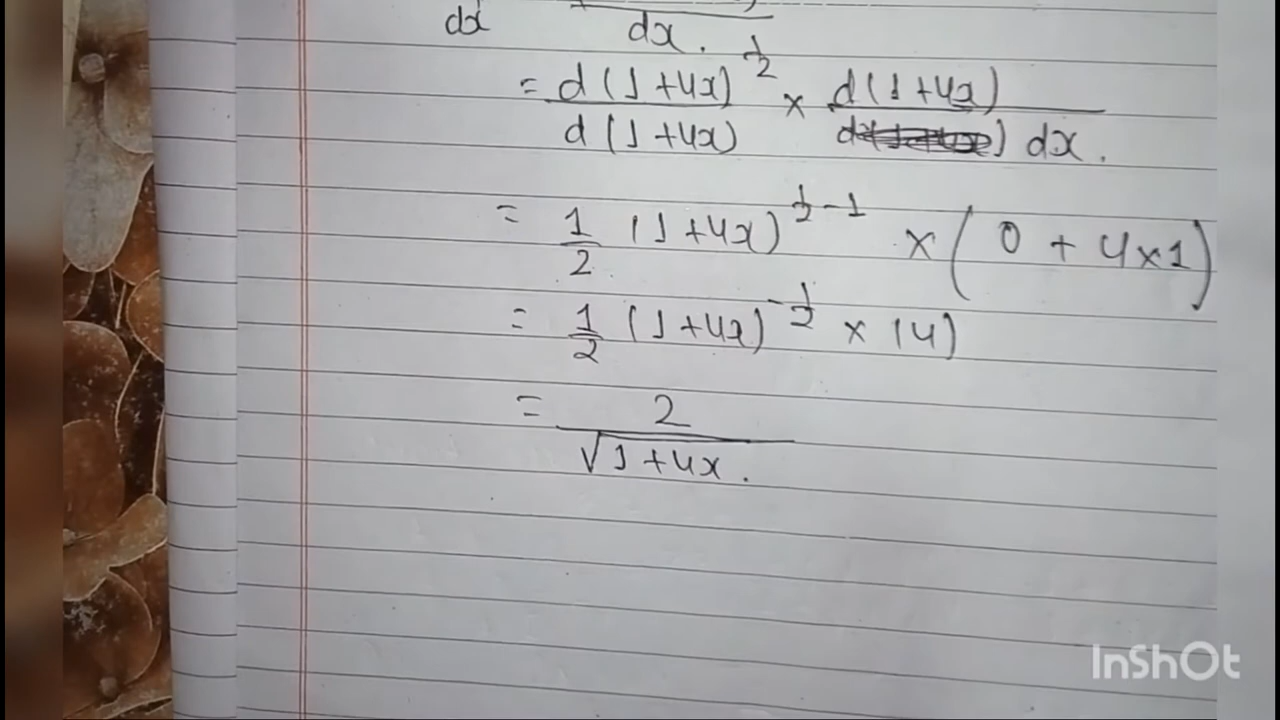 dx dx.
= d(1+4x)^1/2 / d(1+4x) × d(1+4x) / dx.
= 1/2 (1+4x)^1/2-1 × (0 + 4×1)
= 1/2 (1+4x)^-1/2 × (4)
= 2 / √1+4x.
InShOt